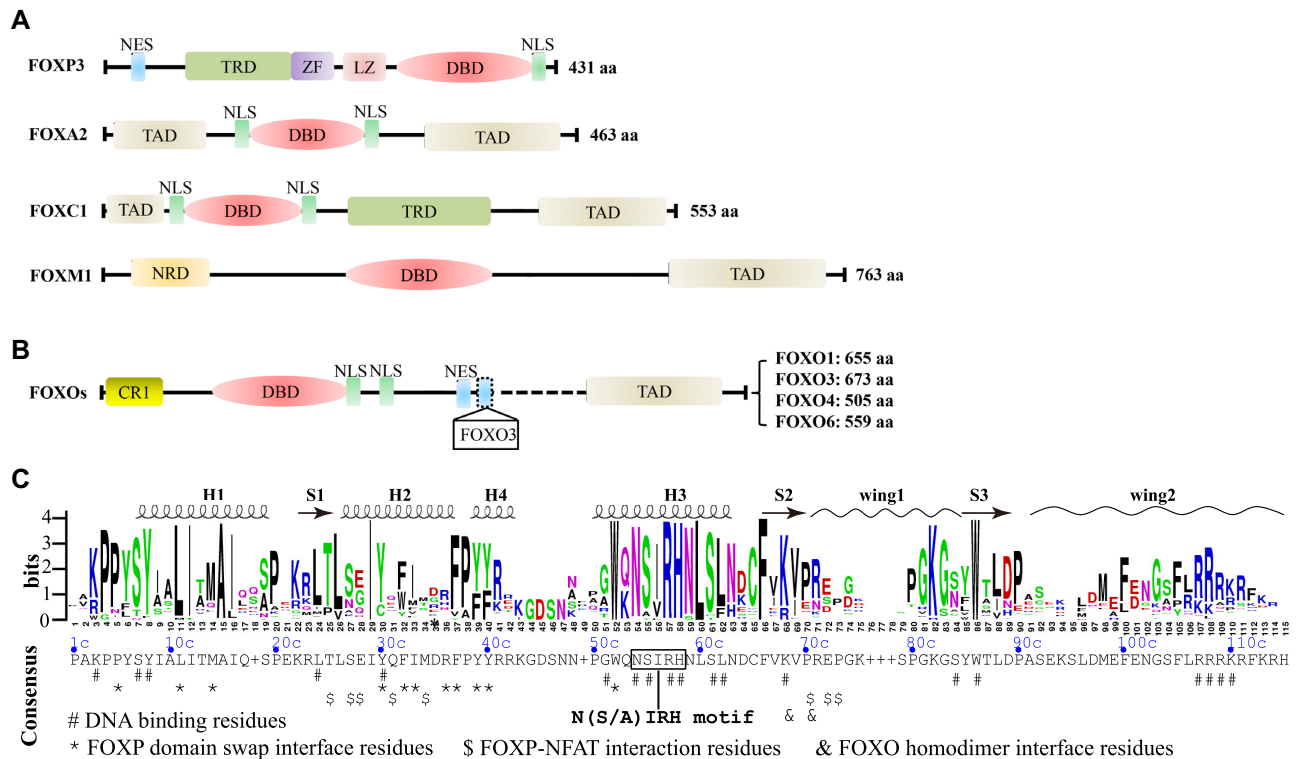 A
NES
NLS
FOXP3
TRD
ZF
LZ
DBD
431 aa
NLS
NLS
FOXA2
TAD
DBD
TAD
463 aa
NLS
NLS
FOXC1
TAD
DBD
TRD
TAD
553 aa
FOXM1
NRD
DBD
TAD
763 aa
B
NLS NLS
NES
FOXOs
CR1
DBD
TAD
FOXO3
FOXO1: 655 aa
FOXO3: 673 aa
FOXO4: 505 aa
FOXO6: 559 aa
C
H1 S1 H2 H4 H3 S2 wing1 S3 wing2
bits
4
3
2
1
0
1c 10c 20c 30c 40c 50c 60c 70c 80c 90c 100c 110c
Consensus
PAKPPYSYIALITMAIQ+SPEKRLTLSEIYQFIMDRFPYYRRKGDSNN+PGWQNSIRHNLSLNDCFVKVPREPGK+++SPGKGSYWTLDPASEKSLDMEFENGSFLRRRKRFKRH
N(S/A)IRH motif
# DNA binding residues
* FOXP domain swap interface residues
$ FOXP-NFAT interaction residues
& FOXO homodimer interface residues